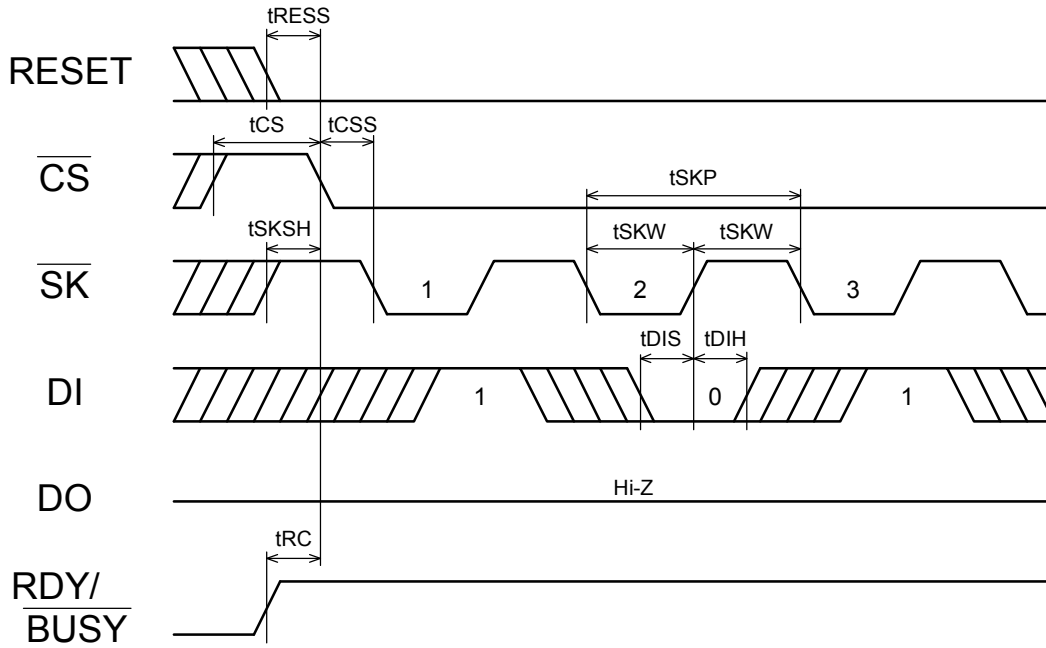 tRESS
RESET
tCS tCSS
CS
tSKP
tSKSH tSKW tSKW
SK
1 2 3
tDIS tDIH
DI
1 0 1
Hi-Z
DO
tRC
RDY/
BUSY